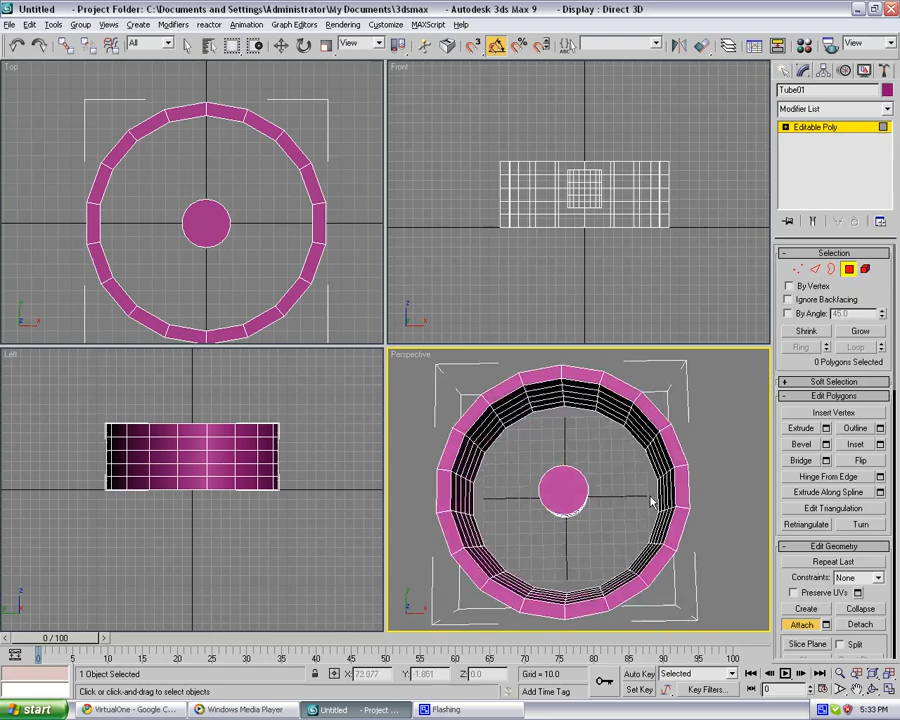 Untitled - Project Folder: C:\Documents and Settings\Administrator\My Documents\3dsmax - Autodesk 3ds Max 9 - Display : Direct 3D
File Edit Tools Group Views Create Modifiers reactor Animation Graph Editors Rendering Customize MAXScript Help
All View View
Top
Front
Left
Perspective
Tube01
Modifier List
Editable Poly
Selection
By Vertex
Ignore Backfacing
By Angle: 45.0
Shrink Grow
Ring Loop
0 Polygons Selected
Soft Selection
Edit Polygons
Insert Vertex
Extrude Outline
Bevel Inset
Bridge Flip
Hinge From Edge
Extrude Along Spline
Edit Triangulation
Retriangulate Turn
Edit Geometry
Repeat Last
Constraints: None
Preserve UVs
Create Collapse
Attach Detach
Slice Plane Split
0 / 100
0 5 10 15 20 25 30 35 40 45 50 55 60 65 70 75 80 85 90 95 100
1 Object Selected X: 72.977 Y: -1.851 Z: 0.0 Grid = 10.0 Auto Key Selected
Click or click-and-drag to select objects Add Time Tag Set Key Key Filters... 0
start VirtualOne - Google C... Windows Media Player Untitled - Project ... Flashing 5:33 PM